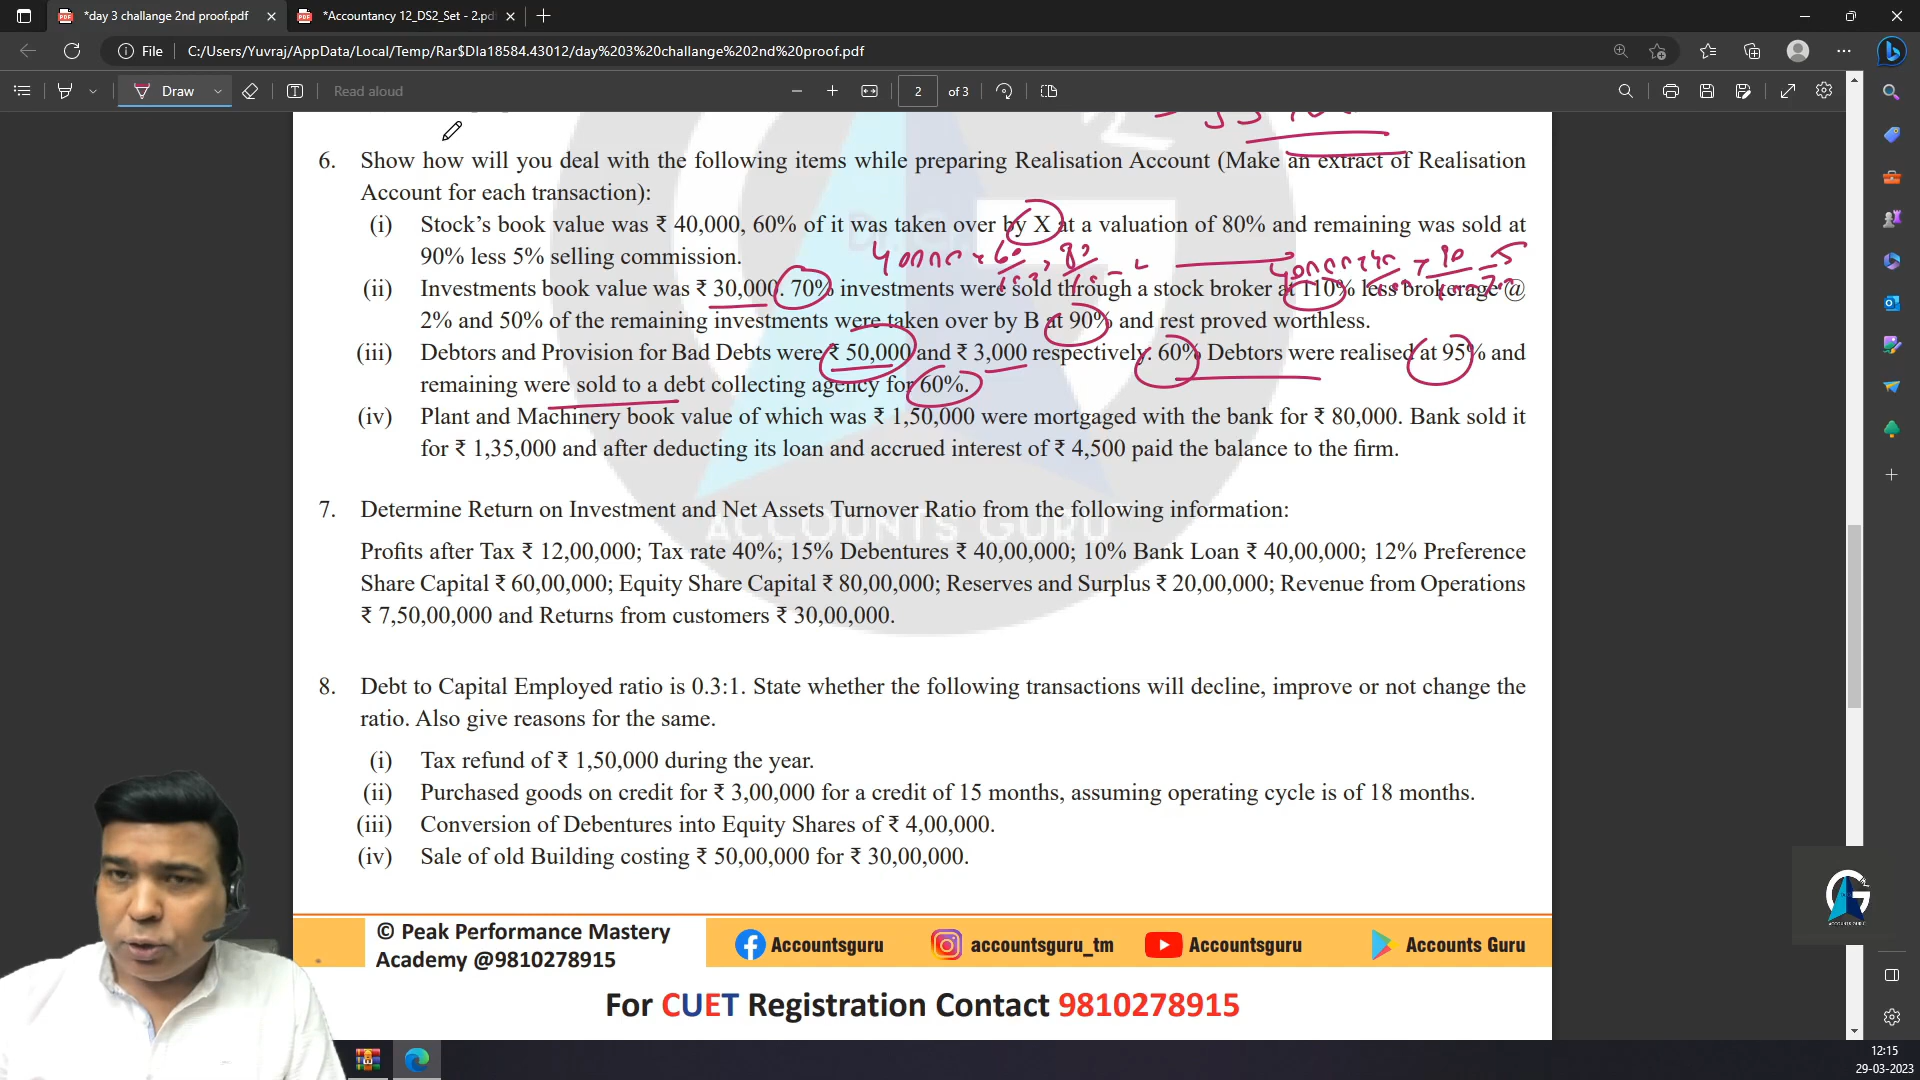 *day 3 challange 2nd proof.pdf
*Accountancy 12_DS2_Set - 2.pdf
File
C:/Users/Yuvraj/AppData/Local/Temp/Rar$DIa18584.43012/day%203%20challange%202nd%20proof.pdf
Draw
Read aloud
2 of 3
6. Show how will you deal with the following items while preparing Realisation Account (Make an extract of Realisation
Account for each transaction):
(i) Stock's book value was ₹ 40,000, 60% of it was taken over by X at a valuation of 80% and remaining was sold at
90% less 5% selling commission.
(ii) Investments book value was ₹ 30,000. 70% investments were sold through a stock broker at 110% less brokerage @
2% and 50% of the remaining investments were taken over by B at 90% and rest proved worthless.
(iii) Debtors and Provision for Bad Debts were ₹ 50,000 and ₹ 3,000 respectively. 60% Debtors were realised at 95% and
remaining were sold to a debt collecting agency for 60%.
(iv) Plant and Machinery book value of which was ₹ 1,50,000 were mortgaged with the bank for ₹ 80,000. Bank sold it
for ₹ 1,35,000 and after deducting its loan and accrued interest of ₹ 4,500 paid the balance to the firm.
ACCOUNTS GURU
7. Determine Return on Investment and Net Assets Turnover Ratio from the following information:
Profits after Tax ₹ 12,00,000; Tax rate 40%; 15% Debentures ₹ 40,00,000; 10% Bank Loan ₹ 40,00,000; 12% Preference
Share Capital ₹ 60,00,000; Equity Share Capital ₹ 80,00,000; Reserves and Surplus ₹ 20,00,000; Revenue from Operations
₹ 7,50,00,000 and Returns from customers ₹ 30,00,000.
8. Debt to Capital Employed ratio is 0.3:1. State whether the following transactions will decline, improve or not change the
ratio. Also give reasons for the same.
(i) Tax refund of ₹ 1,50,000 during the year.
(ii) Purchased goods on credit for ₹ 3,00,000 for a credit of 15 months, assuming operating cycle is of 18 months.
(iii) Conversion of Debentures into Equity Shares of ₹ 4,00,000.
(iv) Sale of old Building costing ₹ 50,00,000 for ₹ 30,00,000.
© Peak Performance Mastery
Academy @9810278915
Accountsguru
accountsguru_tm
Accountsguru
Accounts Guru
For CUET Registration Contact 9810278915
12:15
29-03-2023